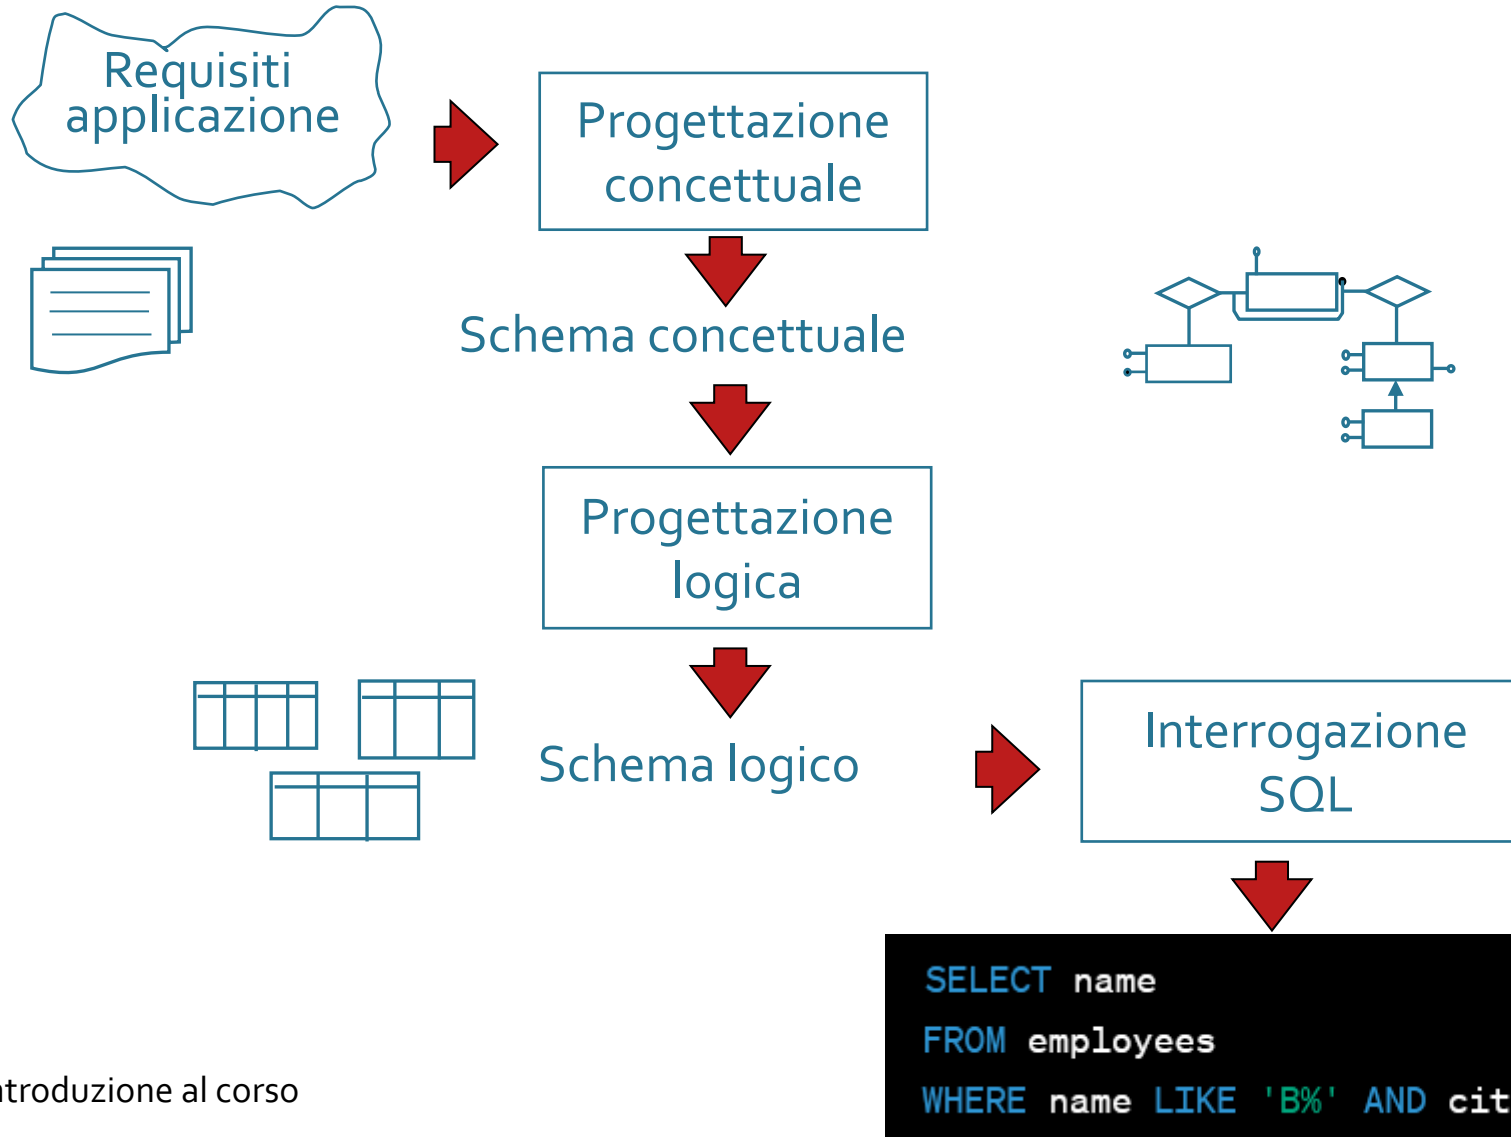 Requisiti
applicazione
Progettazione
concettuale
Schema concettuale
Progettazione
logica
Schema logico
Interrogazione
SQL
SELECT name
FROM employees
WHERE name LIKE 'B%' AND cit
ntroduzione al corso